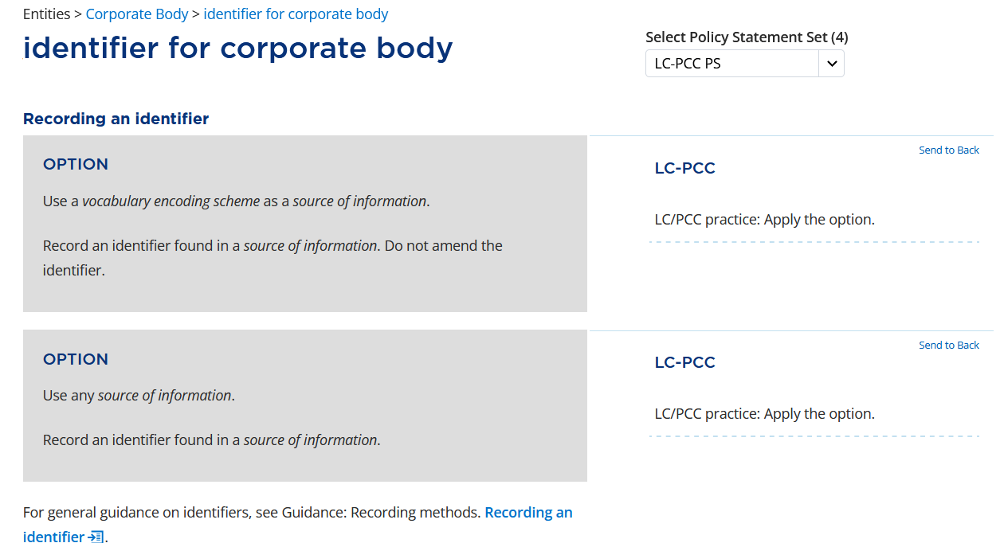 Entities > Corporate Body > identifier for corporate body
identifier for corporate body
Select Policy Statement Set (4)
LC-PCC PS
Recording an identifier
OPTION
Use a vocabulary encoding scheme as a source of information.
Record an identifier found in a source of information. Do not amend the
identifier.
Send to Back
LC-PCC
LC/PCC practice: Apply the option.
OPTION
Use any source of information.
Record an identifier found in a source of information.
Send to Back
LC-PCC
LC/PCC practice: Apply the option.
For general guidance on identifiers, see Guidance: Recording methods. Recording an
identifier.